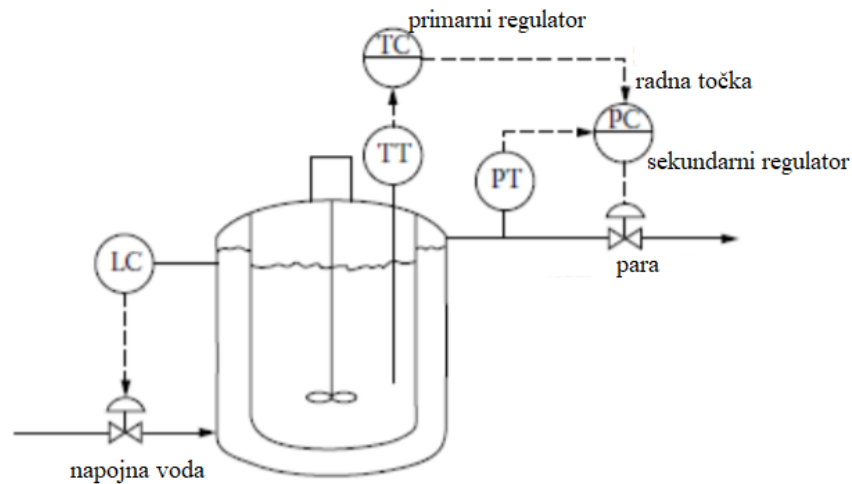 primarni regulator
TC
radna točka
PC
TT
sekundarni regulator
PT
LC
para
napojna voda